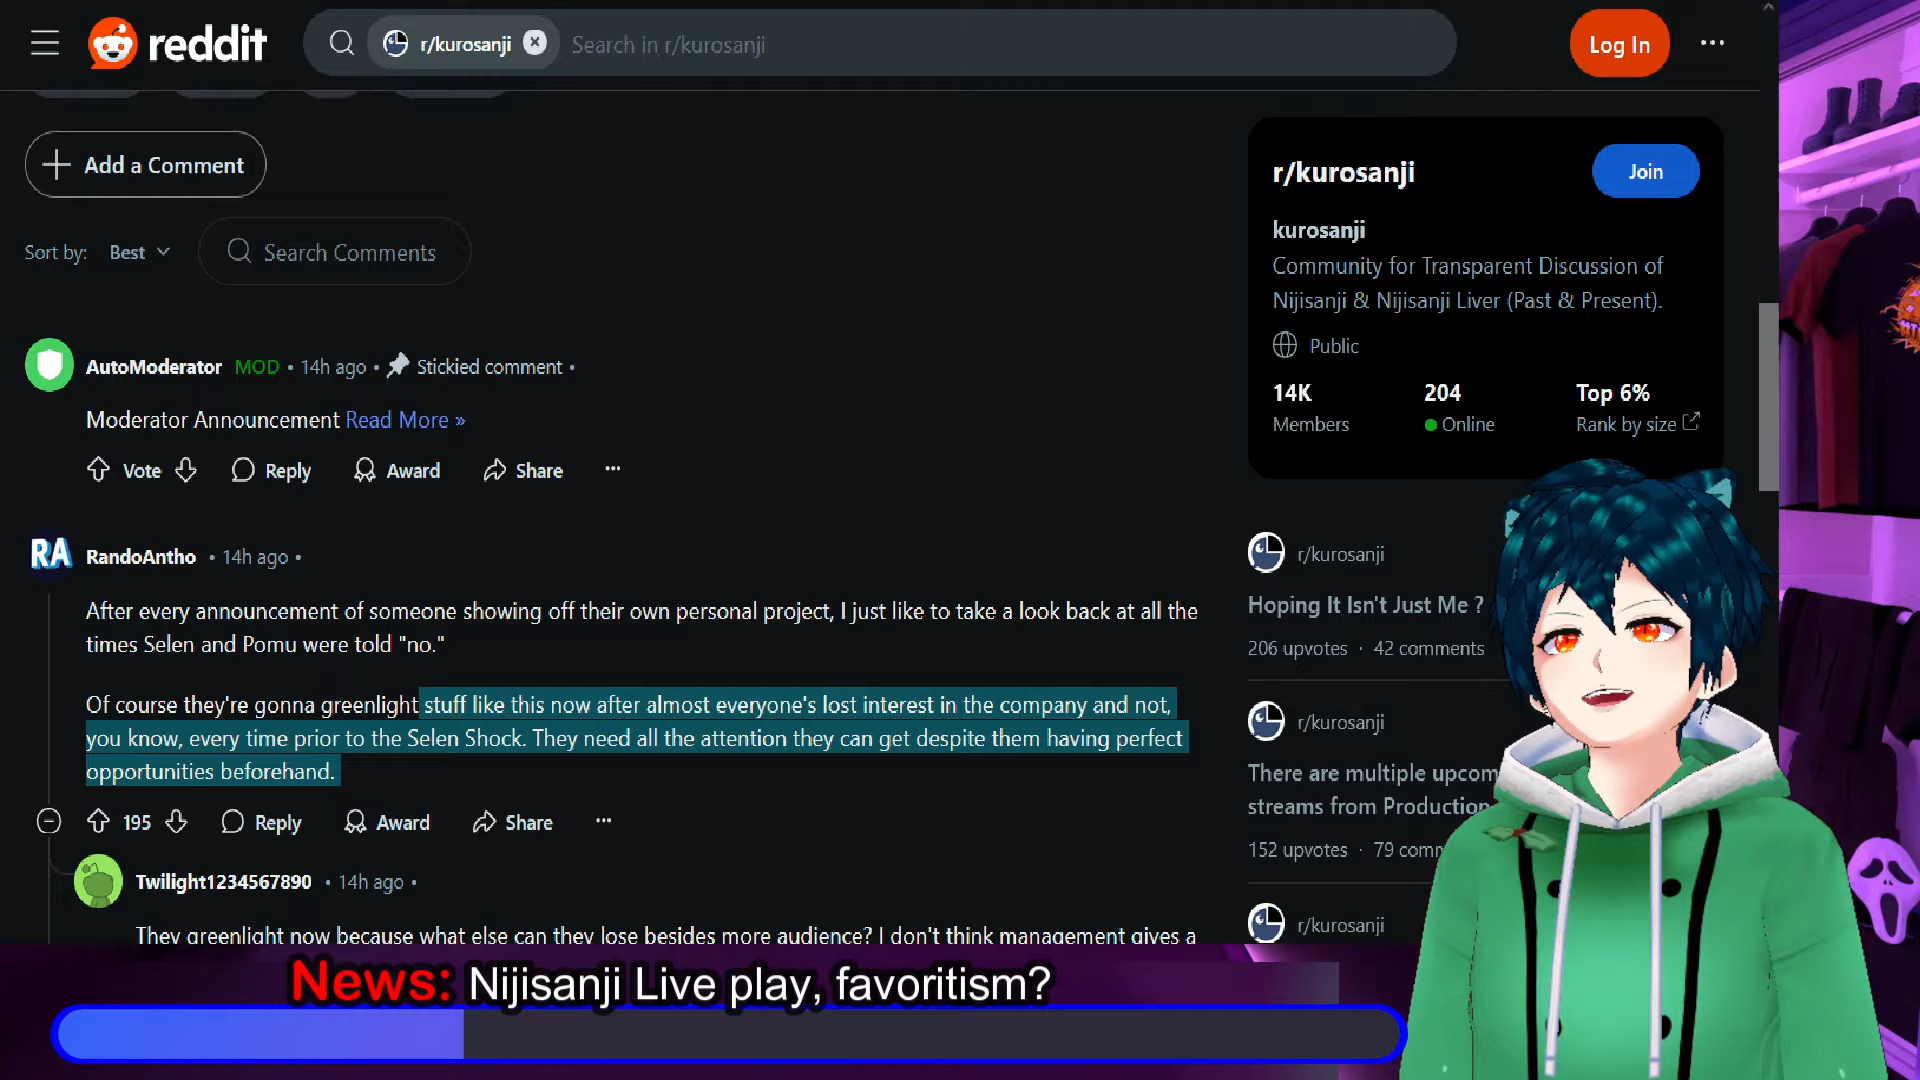 reddit
r/kurosanji
Search in r/kurosanji
Log In
Add a Comment
Sort by: Best
Search Comments
AutoModerator MOD • 14h ago • Stickied comment •
Moderator Announcement Read More »
Vote Reply Award Share
RA RandoAntho • 14h ago •
After every announcement of someone showing off their own personal project, I just like to take a look back at all the
times Selen and Pomu were told "no."
Of course they're gonna greenlight stuff like this now after almost everyone's lost interest in the company and not,
you know, every time prior to the Selen Shock. They need all the attention they can get despite them having perfect
opportunities beforehand.
195 Reply Award Share
Twilight1234567890 • 14h ago •
They greenlight now because what else can they lose besides more audience? I don't think management gives a
r/kurosanji
Join
kurosanji
Community for Transparent Discussion of
Nijisanji & Nijisanji Liver (Past & Present).
Public
14K 204 Top 6%
Members Online Rank by size
r/kurosanji
Hoping It Isn't Just Me ?
206 upvotes · 42 comments
r/kurosanji
There are multiple upcom
streams from Production
152 upvotes · 79 comm
r/kurosanji
News: Nijisanji Live play, favoritism?